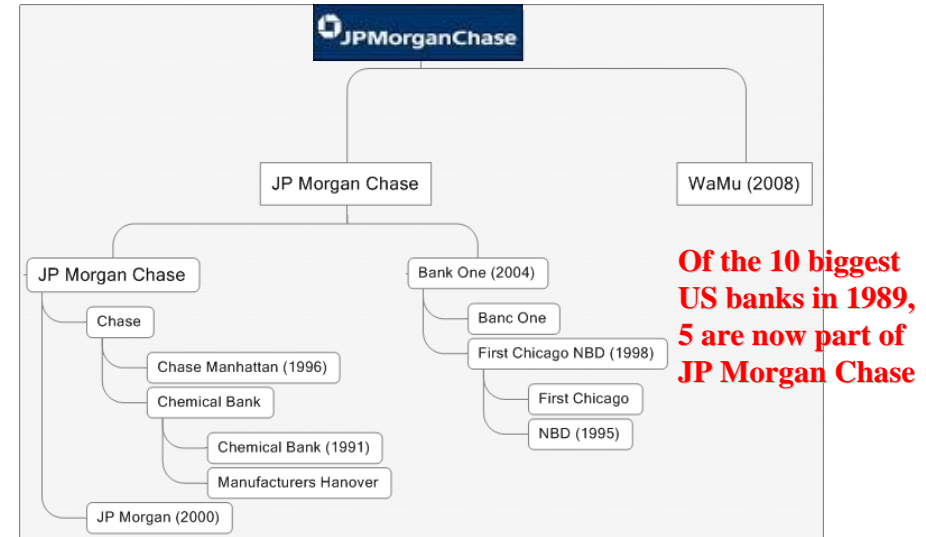 JPMorganChase
JP Morgan Chase
WaMu (2008)
JP Morgan Chase
Chase
Chase Manhattan (1996)
Chemical Bank
Chemical Bank (1991)
Manufacturers Hanover
JP Morgan (2000)
Bank One (2004)
Banc One
First Chicago NBD (1998)
First Chicago
NBD (1995)
Of the 10 biggest
US banks in 1989,
5 are now part of
JP Morgan Chase